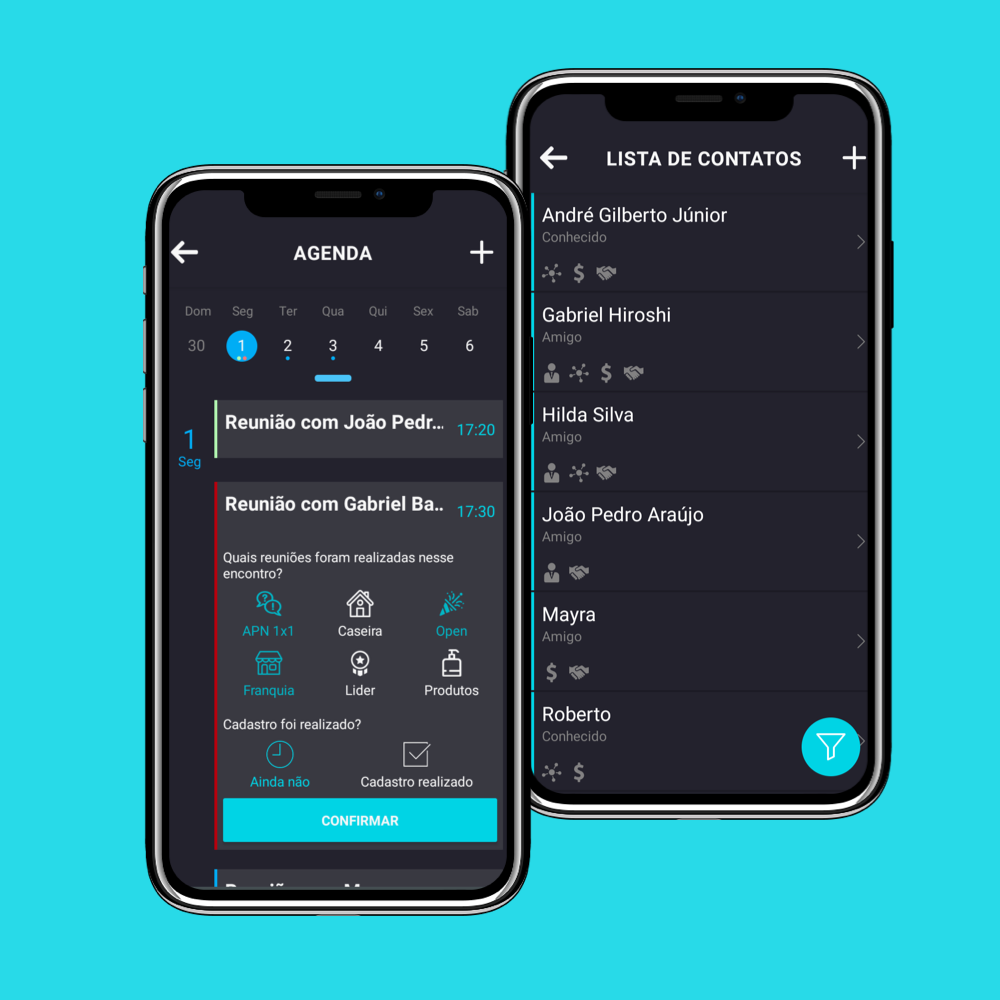 AGENDA
Dom Seg Ter Qua Qui Sex Sab
30 1 2 3 4 5 6
1
Seg
Reunião com João Pedr... 17:20
Reunião com Gabriel Ba.. 17:30
Quais reuniões foram realizadas nesse
encontro?
APN 1x1 Caseira Open
Franquia Lider Produtos
Cadastro foi realizado?
Ainda não Cadastro realizado
CONFIRMAR
LISTA DE CONTATOS
André Gilberto Júnior
Conhecido
$
Gabriel Hiroshi
Amigo
$
Hilda Silva
Amigo
João Pedro Araújo
Amigo
Mayra
Amigo
$
Roberto
Conhecido
$